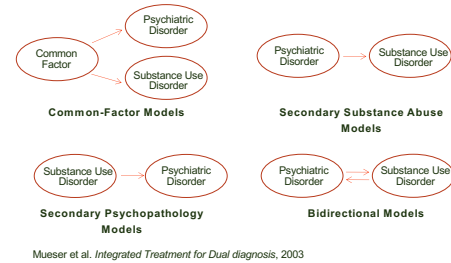 Psychiatric
Disorder
Common
Factor
Substance Use
Disorder
Common-Factor Models
Psychiatric
Disorder
Substance Use
Disorder
Secondary Substance Abuse
Models
Substance Use
Disorder
Psychiatric
Disorder
Secondary Psychopathology
Models
Psychiatric
Disorder
Substance Use
Disorder
Bidirectional Models
Mueser et al. Integrated Treatment for Dual diagnosis, 2003